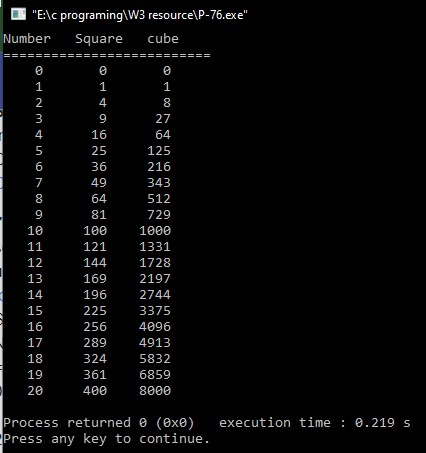 "E:\c programing\W3 resource\P-76.exe"
Number Square cube
==========================
0 0 0
1 1 1
2 4 8
3 9 27
4 16 64
5 25 125
6 36 216
7 49 343
8 64 512
9 81 729
10 100 1000
11 121 1331
12 144 1728
13 169 2197
14 196 2744
15 225 3375
16 256 4096
17 289 4913
18 324 5832
19 361 6859
20 400 8000
Process returned 0 (0x0) execution time : 0.219 s
Press any key to continue.